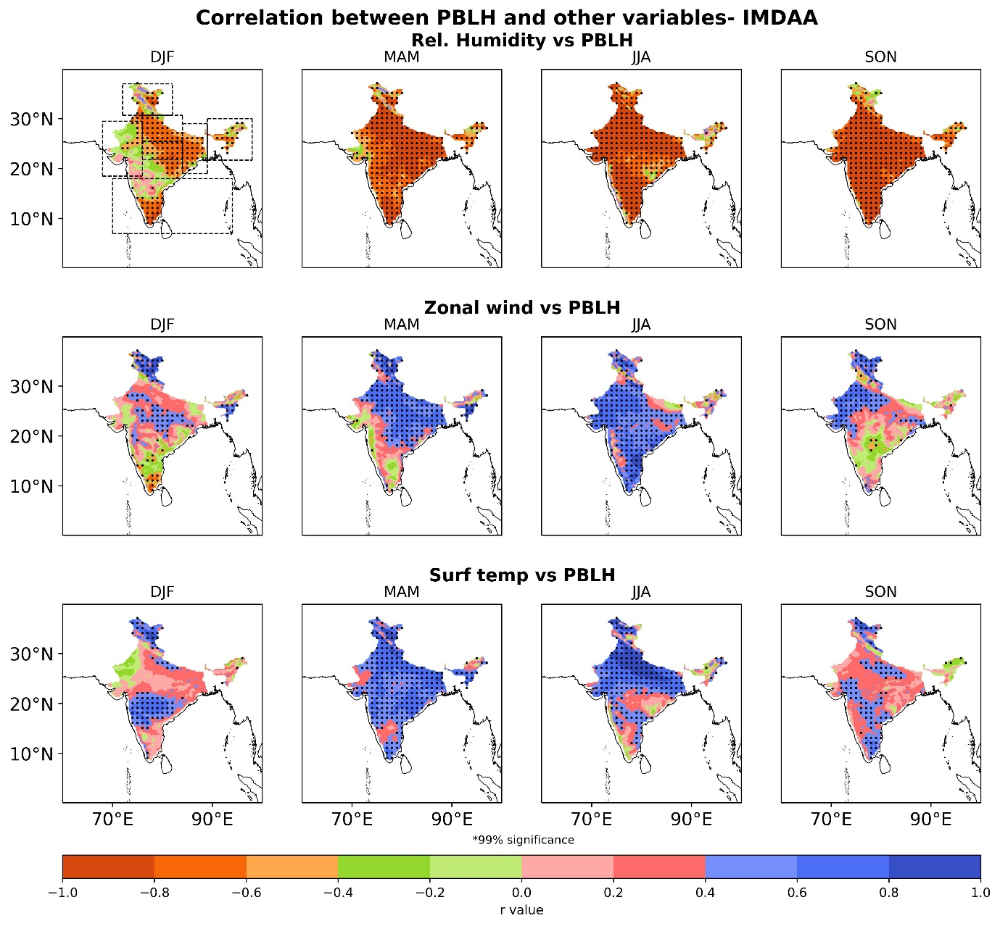 Correlation between PBLH and other variables- IMDAA
Rel. Humidity vs PBLH
DJF MAM JJA SON
30°N
20°N
10°N
Zonal wind vs PBLH
DJF MAM JJA SON
30°N
20°N
10°N
Surf temp vs PBLH
DJF MAM JJA SON
30°N
20°N
10°N
70°E 90°E 70°E 90°E 70°E 90°E 70°E 90°E
*99% significance
−1.0 −0.8 −0.6 −0.4 −0.2 0.0 0.2 0.4 0.6 0.8 1.0
r value